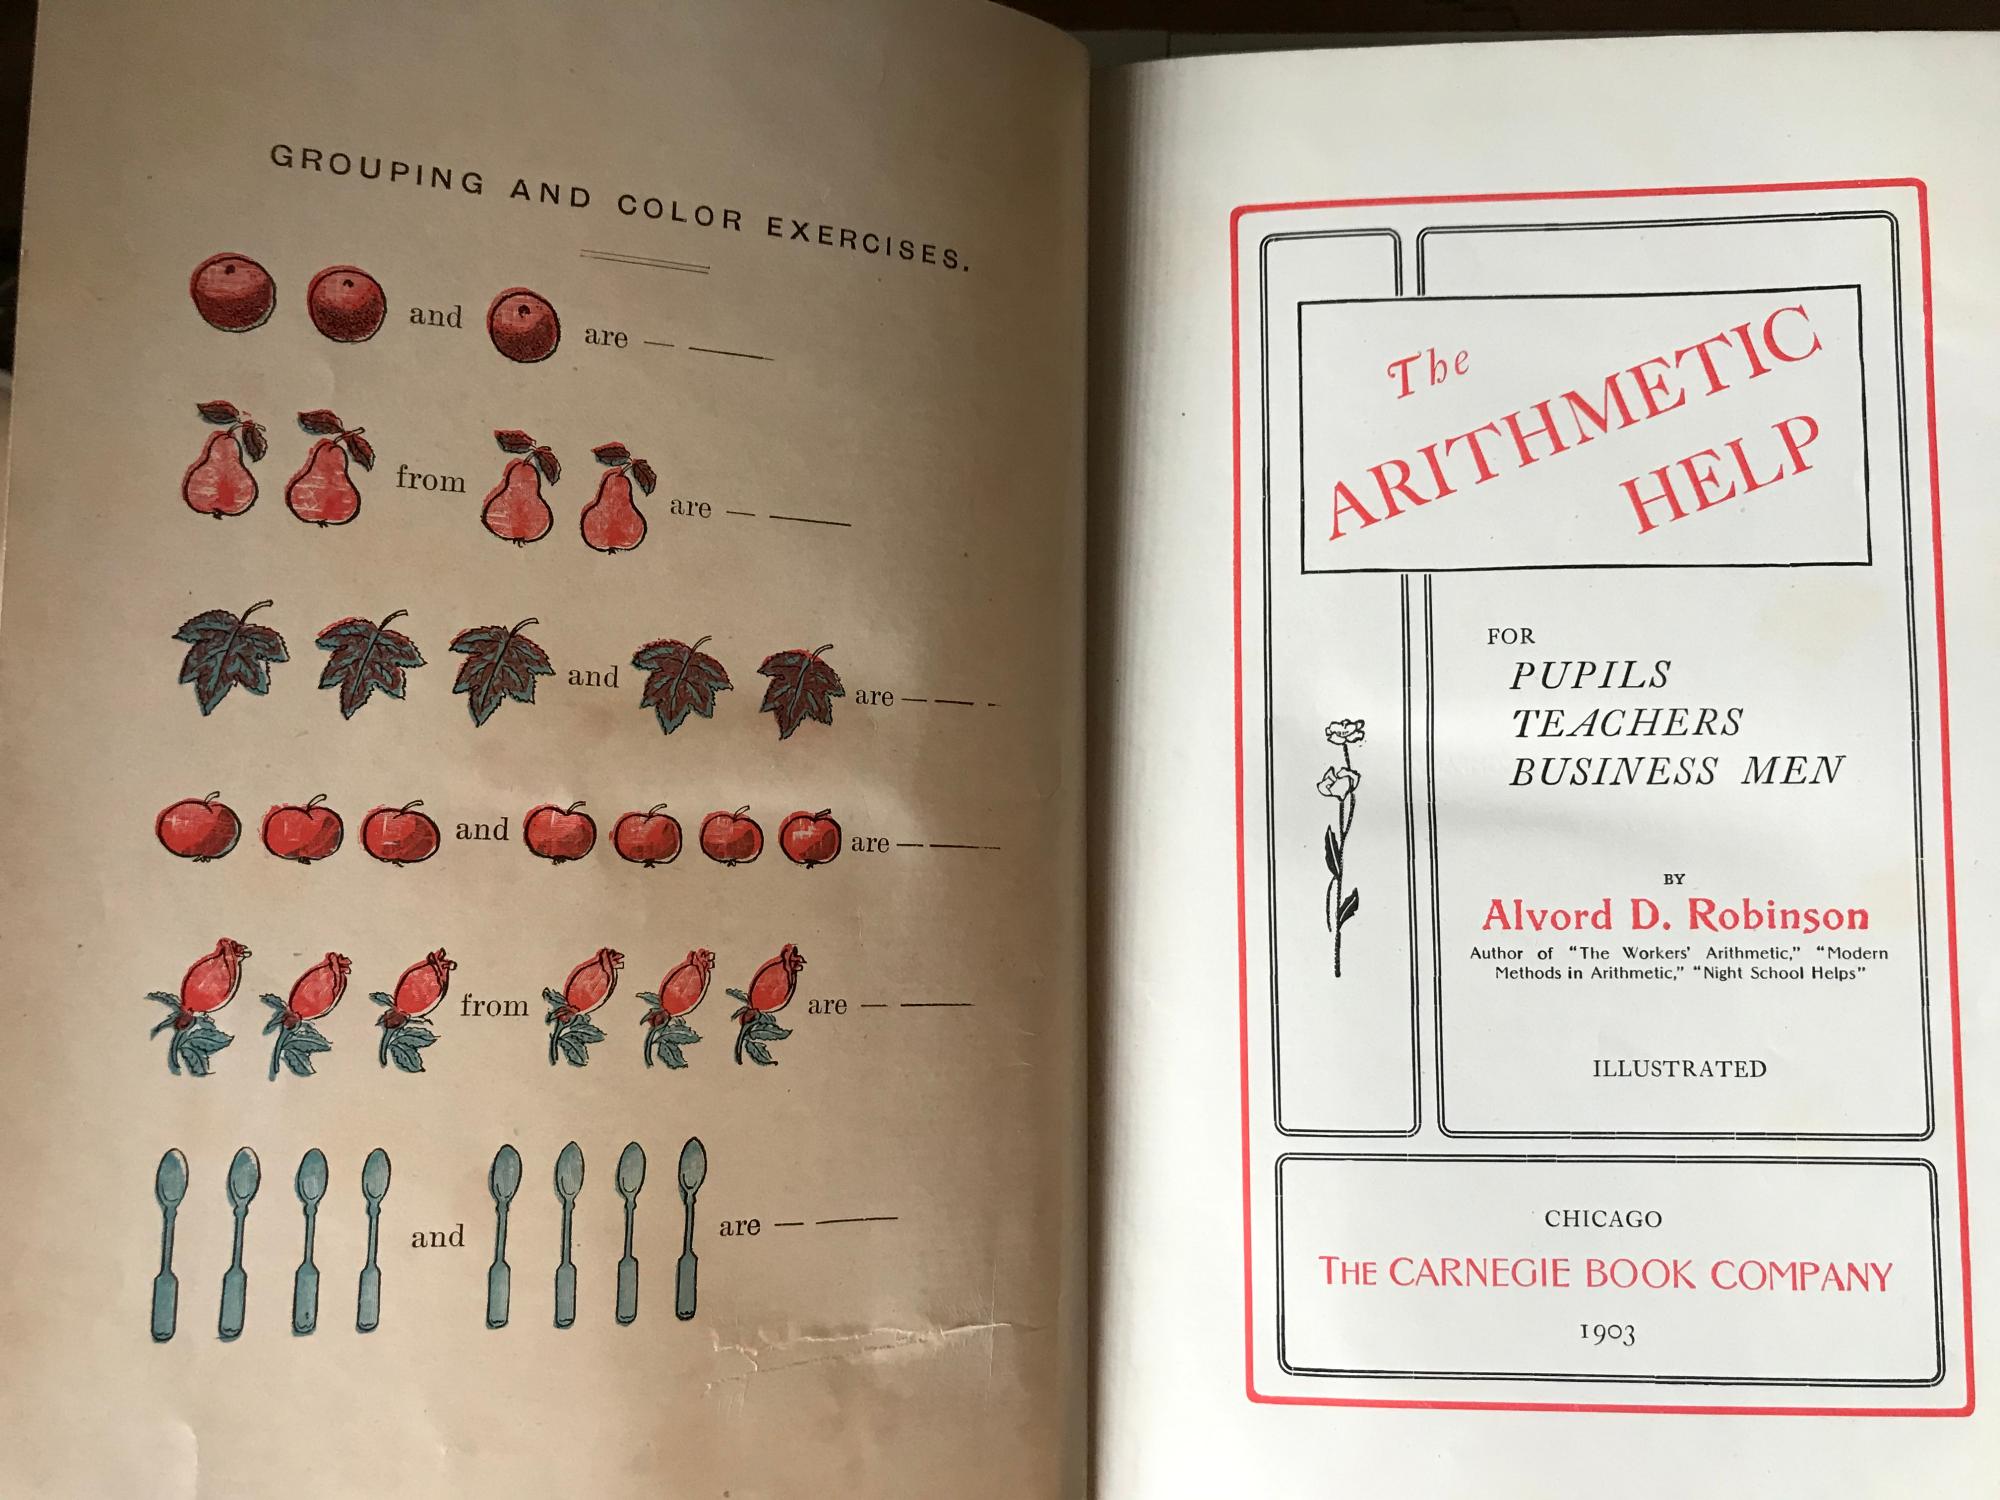 GROUPING AND COLOR EXERCISES.
and are
from are
and are
and are
from are
and are
The
ARITHMETIC
HELP
FOR
PUPILS
TEACHERS
BUSINESS MEN
BY
Alvord D. Robinson
Author of “The Workers' Arithmetic,” “Modern
Methods in Arithmetic,” “Night School Helps”
ILLUSTRATED
CHICAGO
THE CARNEGIE BOOK COMPANY
1903